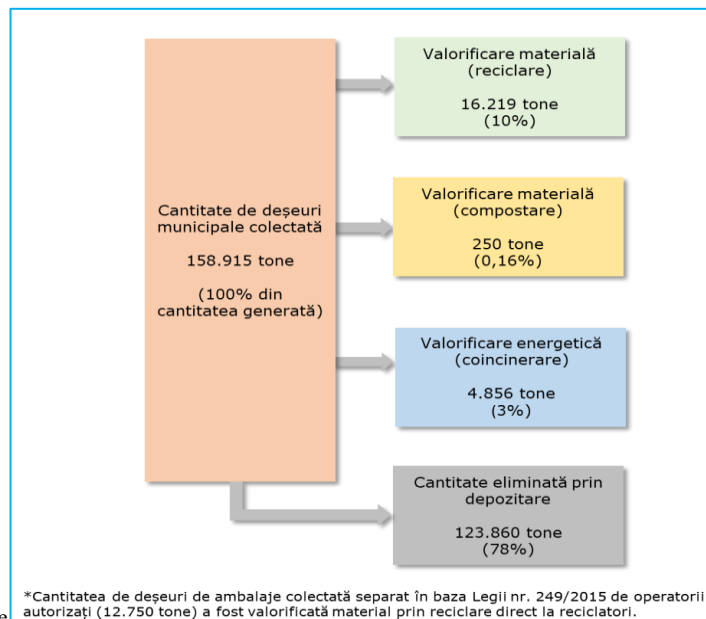 Cantitate de deșeuri
municipale colectată
158.915 tone
(100% din
cantitatea generată)
Valorificare materială
(reciclare)
16.219 tone
(10%)
Valorificare materială
(compostare)
250 tone
(0,16%)
Valorificare energetică
(coincinerare)
4.856 tone
(3%)
Cantitate eliminată prin
depozitare
123.860 tone
(78%)
*Cantitatea de deșeuri de ambalaje colectată separat în baza Legii nr. 249/2015 de operatorii
autorizați (12.750 tone) a fost valorificată material prin reciclare direct la reciclatori.